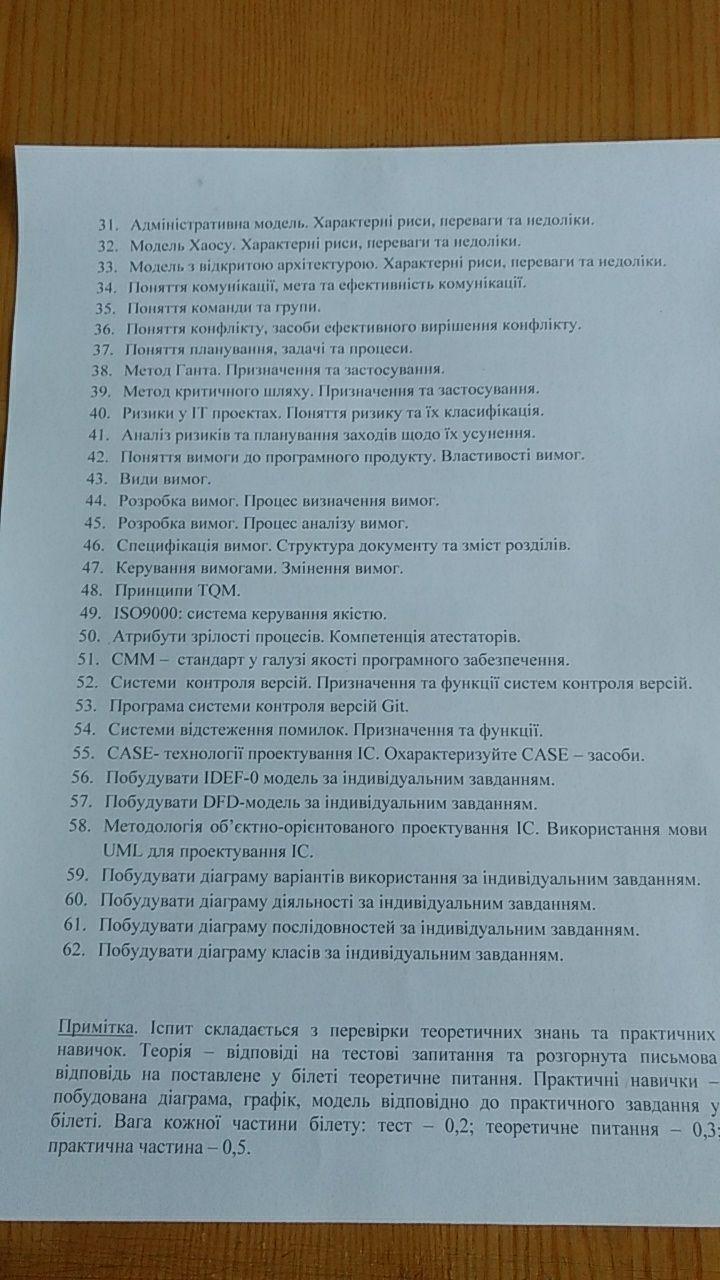 31. Адміністративна модель. Характерні риси, переваги та недоліки.
32. Модель Хаосу. Характерні риси, переваги та недоліки.
33. Модель з відкритою архітектурою. Характерні риси, переваги та недоліки.
34. Поняття комунікації, мета та ефективність комунікації.
35. Поняття команди та групи.
36. Поняття конфлікту, засоби ефективного вирішення конфлікту.
37. Поняття планування, задачі та процеси.
38. Метод Ганта. Призначення та застосування.
39. Метод критичного шляху. Призначення та застосування.
40. Ризики у ІТ проектах. Поняття ризику та їх класифікація.
41. Аналіз ризиків та планування заходів щодо їх усунення.
42. Поняття вимоги до програмного продукту. Властивості вимог.
43. Види вимог.
44. Розробка вимог. Процес визначення вимог.
45. Розробка вимог. Процес аналізу вимог.
46. Специфікація вимог. Структура документу та зміст розділів.
47. Керування вимогами. Змінення вимог.
48. Принципи TQM.
49. ISO9000: система керування якістю.
50. Атрибути зрілості процесів. Компетенція атестаторів.
51. СММ – стандарт у галузі якості програмного забезпечення.
52. Системи контроля версій. Призначення та функції систем контроля версій.
53. Програма системи контроля версій Git.
54. Системи відстеження помилок. Призначення та функції.
55. CASE- технології проектування ІС. Охарактеризуйте CASE – засоби.
56. Побудувати IDEF-0 модель за індивідуальним завданням.
57. Побудувати DFD-модель за індивідуальним завданням.
58. Методологія об’єктно-орієнтованого проектування ІС. Використання мови
UML для проектування ІС.
59. Побудувати діаграму варіантів використання за індивідуальним завданням.
60. Побудувати діаграму діяльності за індивідуальним завданням.
61. Побудувати діаграму послідовностей за індивідуальним завданням.
62. Побудувати діаграму класів за індивідуальним завданням.
Примітка. Іспит складається з перевірки теоретичних знань та практичних
навичок. Теорія – відповіді на тестові запитання та розгорнута письмова
відповідь на поставлене у білеті теоретичне питання. Практичні навички –
побудована діаграма, графік, модель відповідно до практичного завдання у
білеті. Вага кожної частини білету: тест – 0,2; теоретичне питання – 0,3;
практична частина – 0,5.